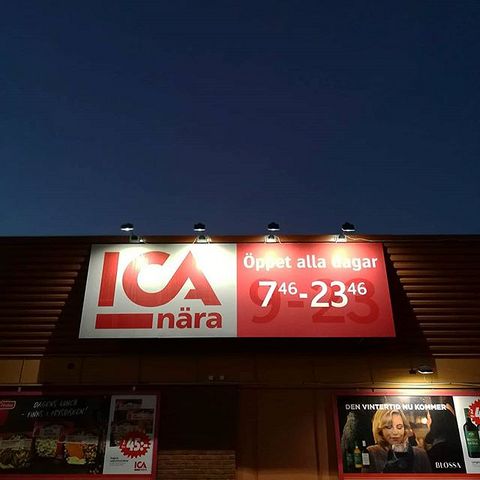 ICA
nära
Öppet alla dagar
7⁴⁶-23⁴⁶
9-23
DAGENS LUNCH
45:-
ICA
DEN VINTERTID NU KOMMER
BLOSSA